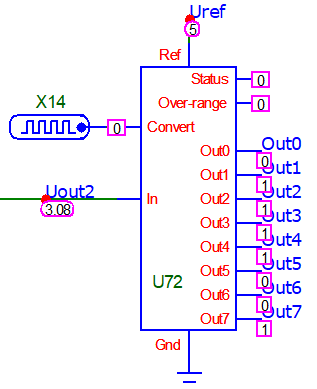 Uref
5
Ref
Status 0
Over-range 0
X14
0 Convert
Out0 Out0
0
Out1 Out1
1
Uout2 In Out2 Out2
3.08 1
Out3 Out3
1
Out4 Out4
1
U72 Out5 Out5
0
Out6 Out6
0
Out7 Out7
1
Gnd